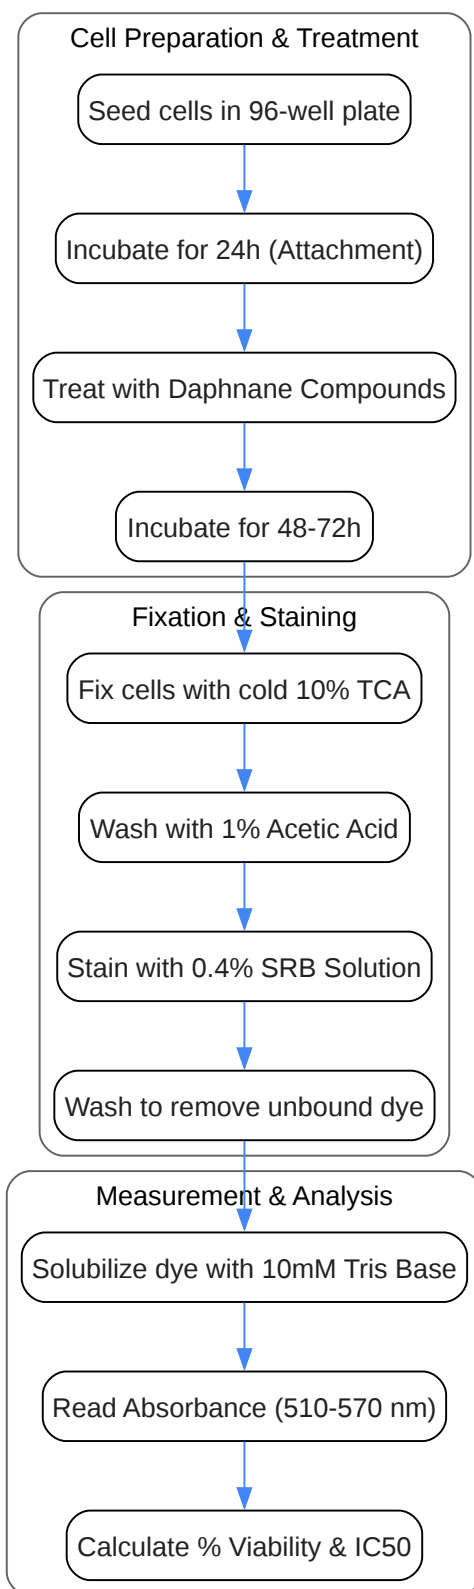 Cell Preparation & Treatment
Seed cells in 96-well plate
Incubate for 24h (Attachment)
Treat with Daphnane Compounds
Incubate for 48-72h
Fixation & Staining
Fix cells with cold 10% TCA
Wash with 1% Acetic Acid
Stain with 0.4% SRB Solution
Wash to remove unbound dye
Measurement & Analysis
Solubilize dye with 10mM Tris Base
Read Absorbance (510-570 nm)
Calculate % Viability & IC50